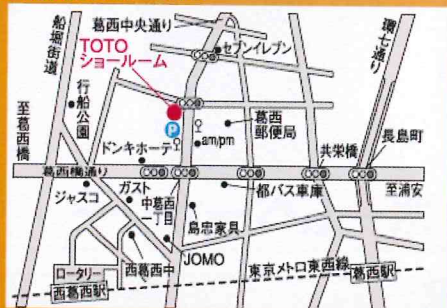 船堀街道
葛西中央通り
環七通り
TOTO
ショールーム
セブンイレブン
行船公園
至葛西橋
P
葛西
郵便局
am/pm
ドンキホーテ
共栄橋
長島町
葛西橋通り
至浦安
ジャスコ
ガスト
中葛西
一丁目
都バス車庫
島忠家具
西葛西中
JOMO
ロータリー
東京メトロ東西線
西葛西駅
葛西駅